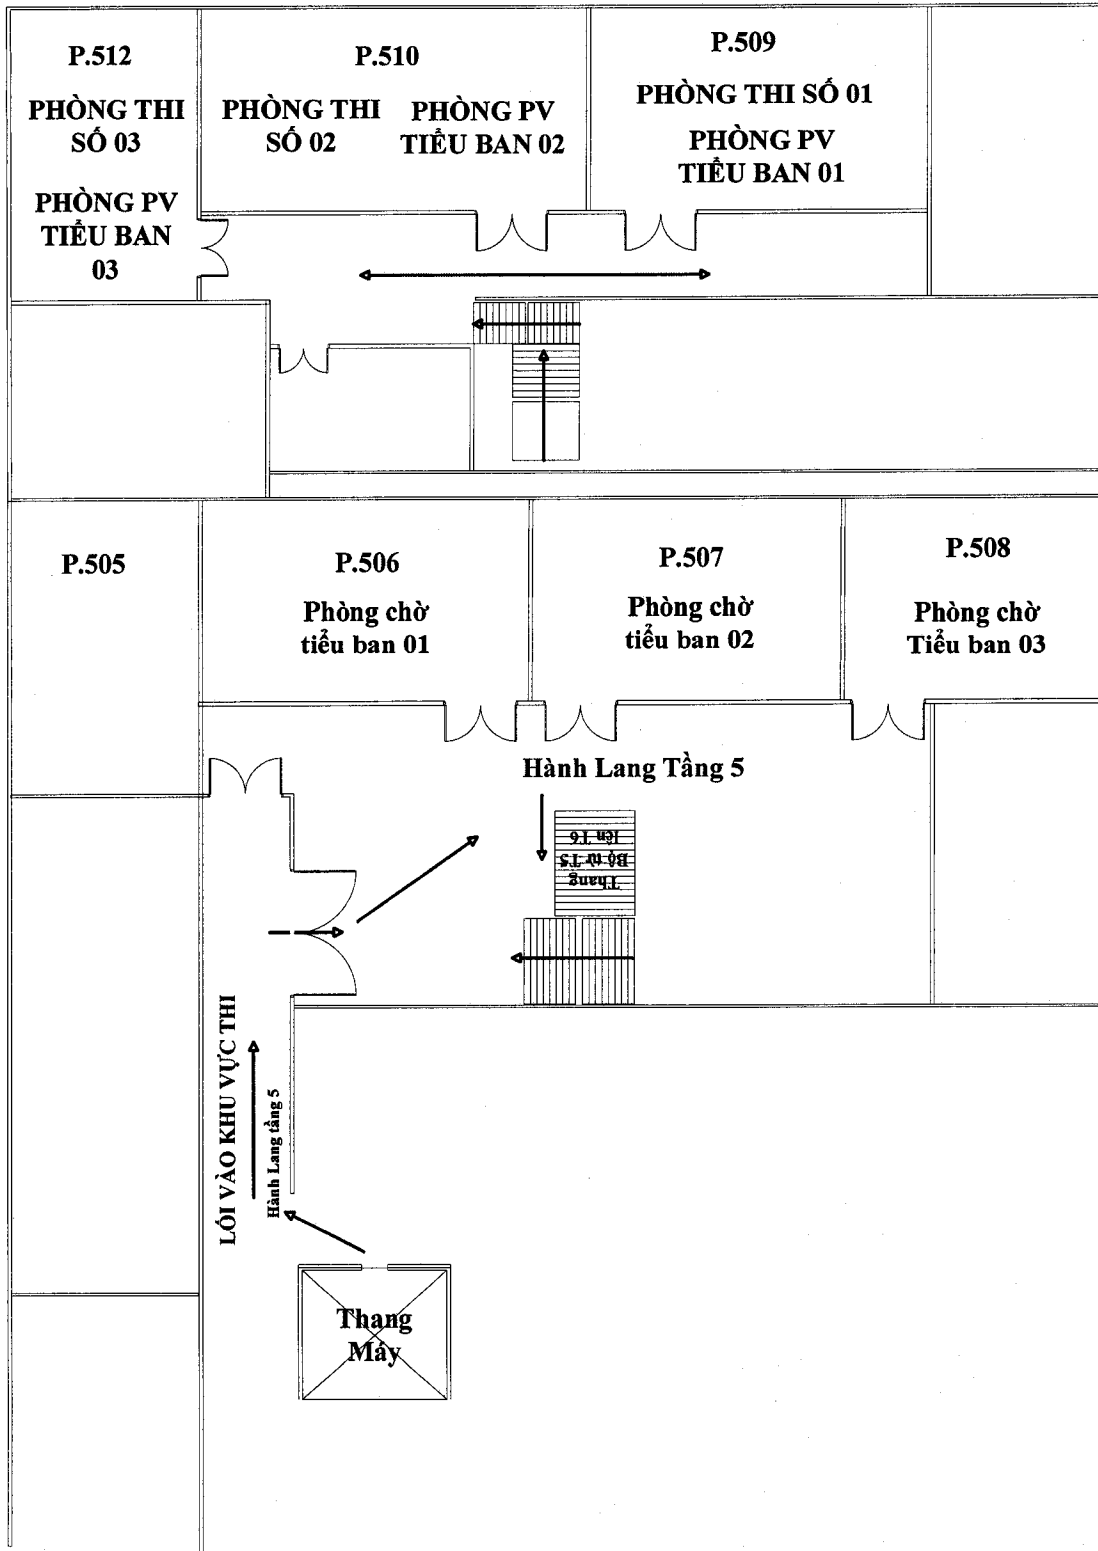 P.512
PHÒNG THI
SỐ 03
PHÒNG PV
TIỂU BAN
03
P.510
PHÒNG THI
SỐ 02
PHÒNG PV
TIỂU BAN 02
P.509
PHÒNG THI SỐ 01
PHÒNG PV
TIỂU BAN 01
P.505
P.506
Phòng chờ
tiểu ban 01
P.507
Phòng chờ
tiểu ban 02
P.508
Phòng chờ
Tiểu ban 03
Hành Lang Tầng 5
Thang
Bộ từ T5
lên T6
LỐI VÀO KHU VỰC THI
Hành Lang tầng 5
Thang
Máy